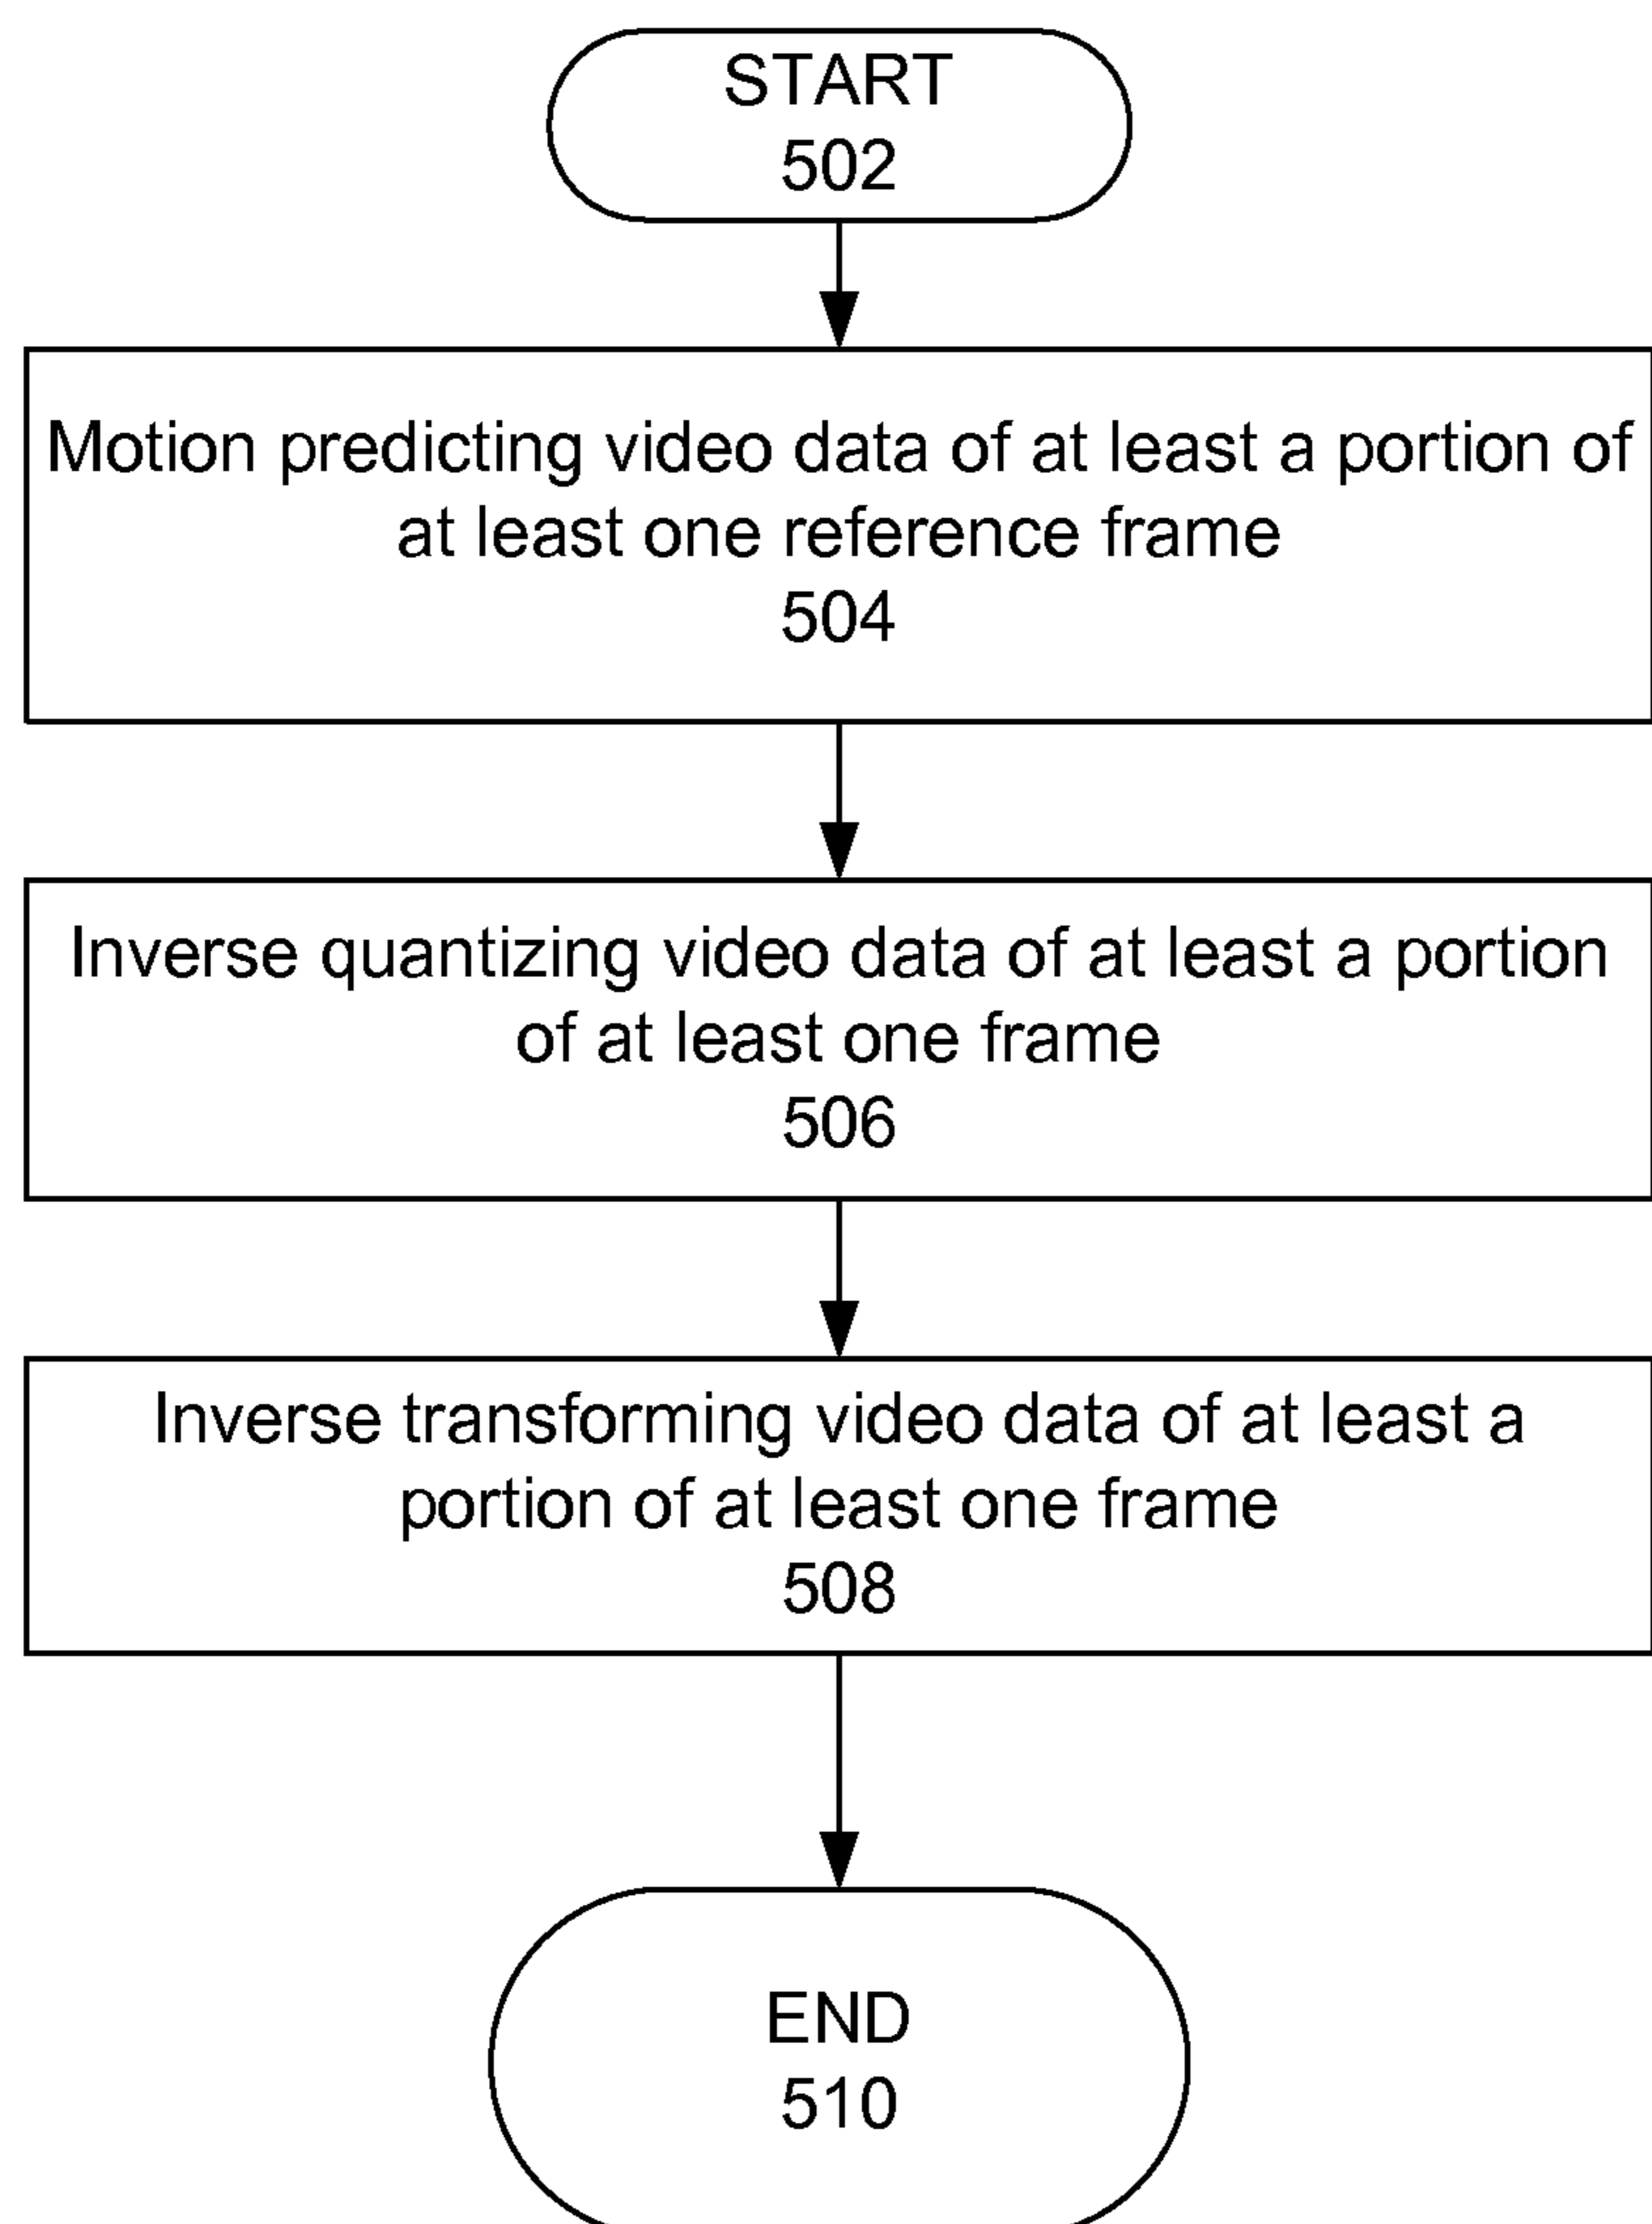 START
502
Motion predicting video data of at least a portion of
at least one reference frame
504
Inverse quantizing video data of at least a portion
of at least one frame
506
Inverse transforming video data of at least a
portion of at least one frame
508
END
510